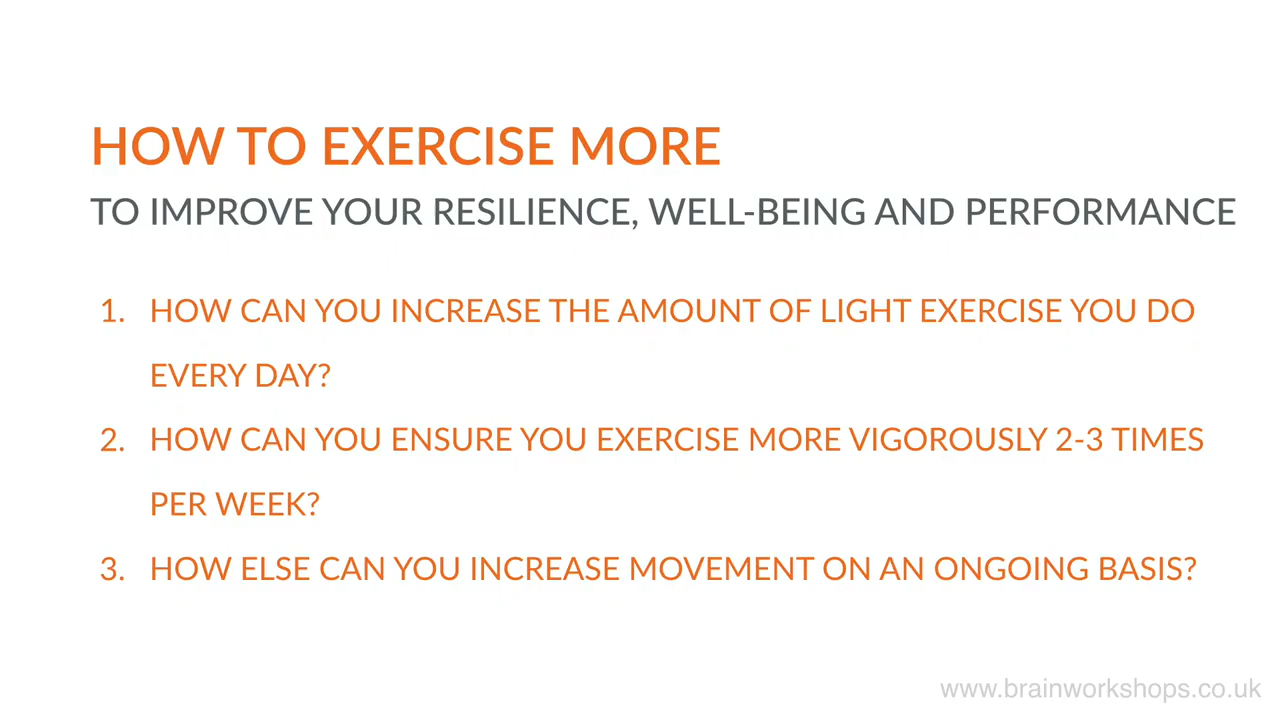 HOW TO EXERCISE MORE
TO IMPROVE YOUR RESILIENCE, WELL-BEING AND PERFORMANCE
1. HOW CAN YOU INCREASE THE AMOUNT OF LIGHT EXERCISE YOU DO
EVERY DAY?
2. HOW CAN YOU ENSURE YOU EXERCISE MORE VIGOROUSLY 2-3 TIMES
PER WEEK?
3. HOW ELSE CAN YOU INCREASE MOVEMENT ON AN ONGOING BASIS?
www.brainworkshops.co.uk